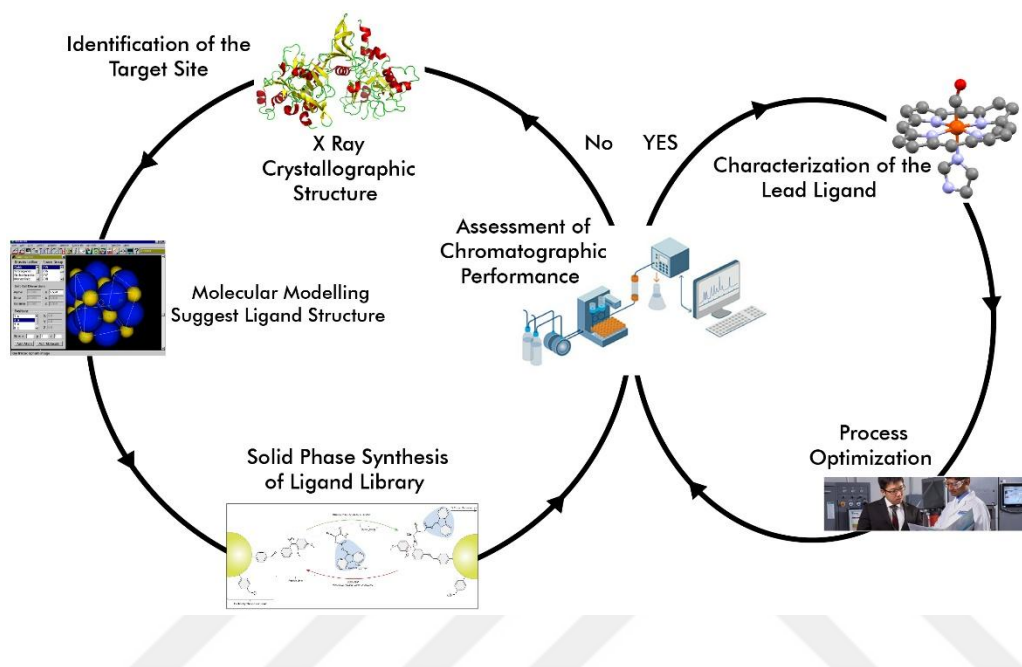 Identification of the
Target Site
X Ray
Crystallographic
Structure
No
YES
Characterization of the
Lead Ligand
Assessment of
Chromatographic
Performance
Molecular Modelling
Suggest Ligand Structure
Solid Phase Synthesis
of Ligand Library
Process
Optimization